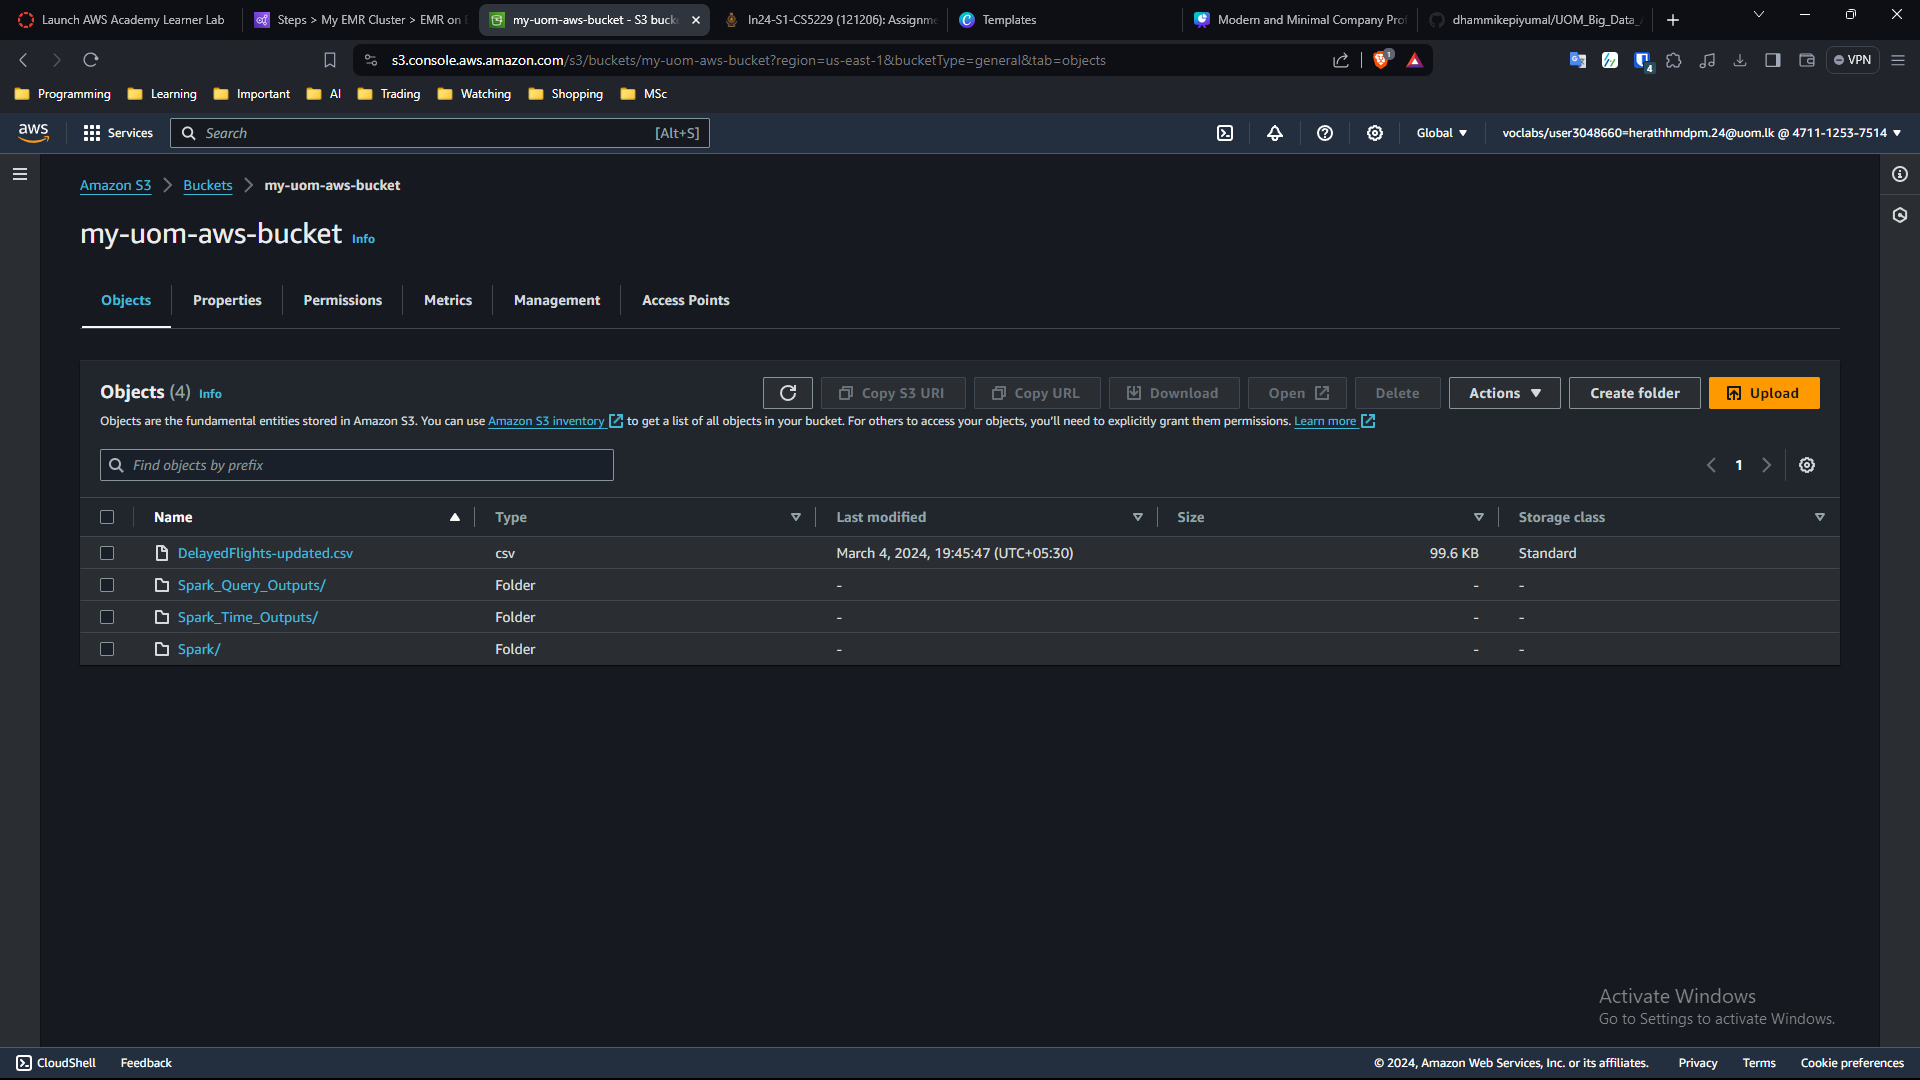 Launch AWS Academy Learner Lab
Steps > My EMR Cluster > EMR on E
my-uom-aws-bucket - S3 buck
In24-S1-CS5229 (121206): Assignme
Templates
Modern and Minimal Company Prof
dhammikepiyumal/UOM_Big_Data_
s3.console.aws.amazon.com/s3/buckets/my-uom-aws-bucket?region=us-east-1&bucketType=general&tab=objects
1
4
VPN
Programming
Learning
Important
AI
Trading
Watching
Shopping
MSc
aws
Services
Search
[Alt+S]
Global
voclabs/user3048660=herathhmdpm.24@uom.lk @ 4711-1253-7514
Amazon S3
Buckets
my-uom-aws-bucket
my-uom-aws-bucket Info
Objects
Properties
Permissions
Metrics
Management
Access Points
Objects (4) Info
Copy S3 URI
Copy URL
Download
Open
Delete
Actions
Create folder
Upload
Objects are the fundamental entities stored in Amazon S3. You can use Amazon S3 inventory to get a list of all objects in your bucket. For others to access your objects, you'll need to explicitly grant them permissions. Learn more
Find objects by prefix
1
Name Type Last modified Size Storage class
DelayedFlights-updated.csv csv March 4, 2024, 19:45:47 (UTC+05:30) 99.6 KB Standard
Spark_Query_Outputs/ Folder - - -
Spark_Time_Outputs/ Folder - - -
Spark/ Folder - - -
Activate Windows
Go to Settings to activate Windows.
CloudShell
Feedback
© 2024, Amazon Web Services, Inc. or its affiliates.
Privacy
Terms
Cookie preferences